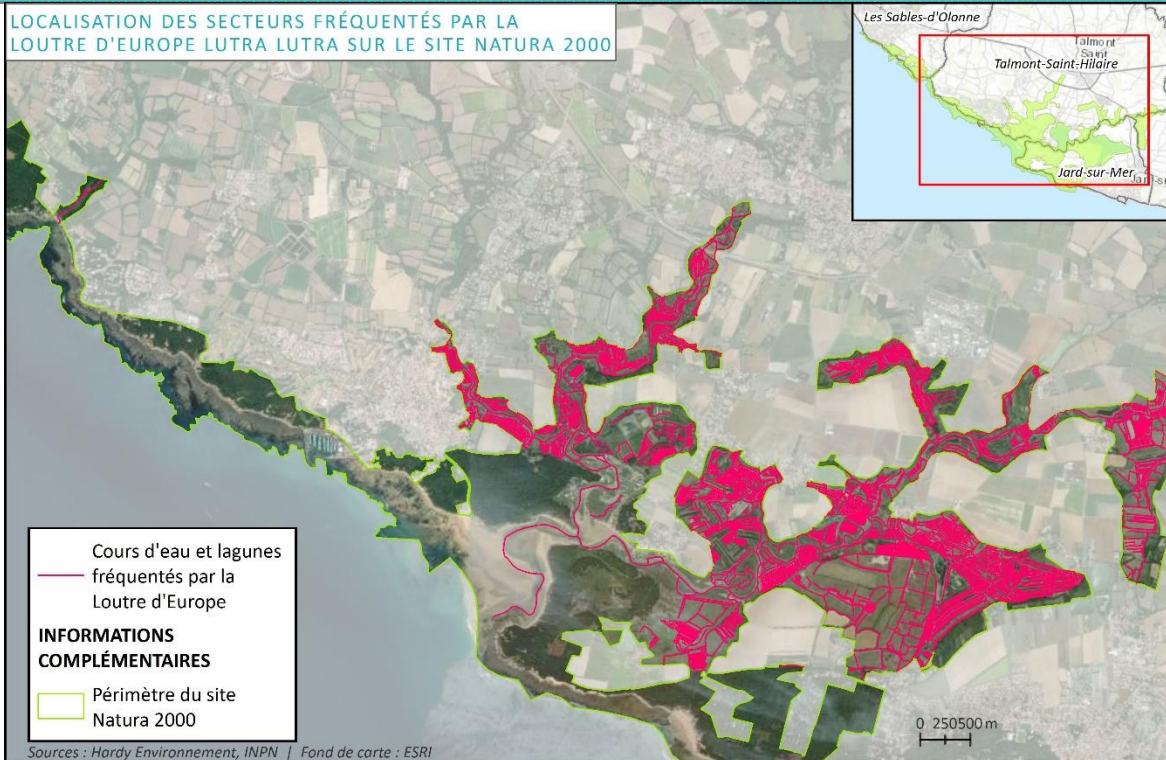 LOCALISATION DES SECTEURS FRÉQUENTÉS PAR LA
LOUTRE D'EUROPE LUTRA LUTRA SUR LE SITE NATURA 2000
Les Sables-d'Olonne
Talmont
Saint
Talmont-Saint-Hilaire
Jard-sur-Mer
Cours d'eau et lagunes
fréquentés par la
Loutre d'Europe
INFORMATIONS
COMPLÉMENTAIRES
Périmètre du site
Natura 2000
0 250500 m
Sources : Hardy Environnement, INPN | Fond de carte : ESRI